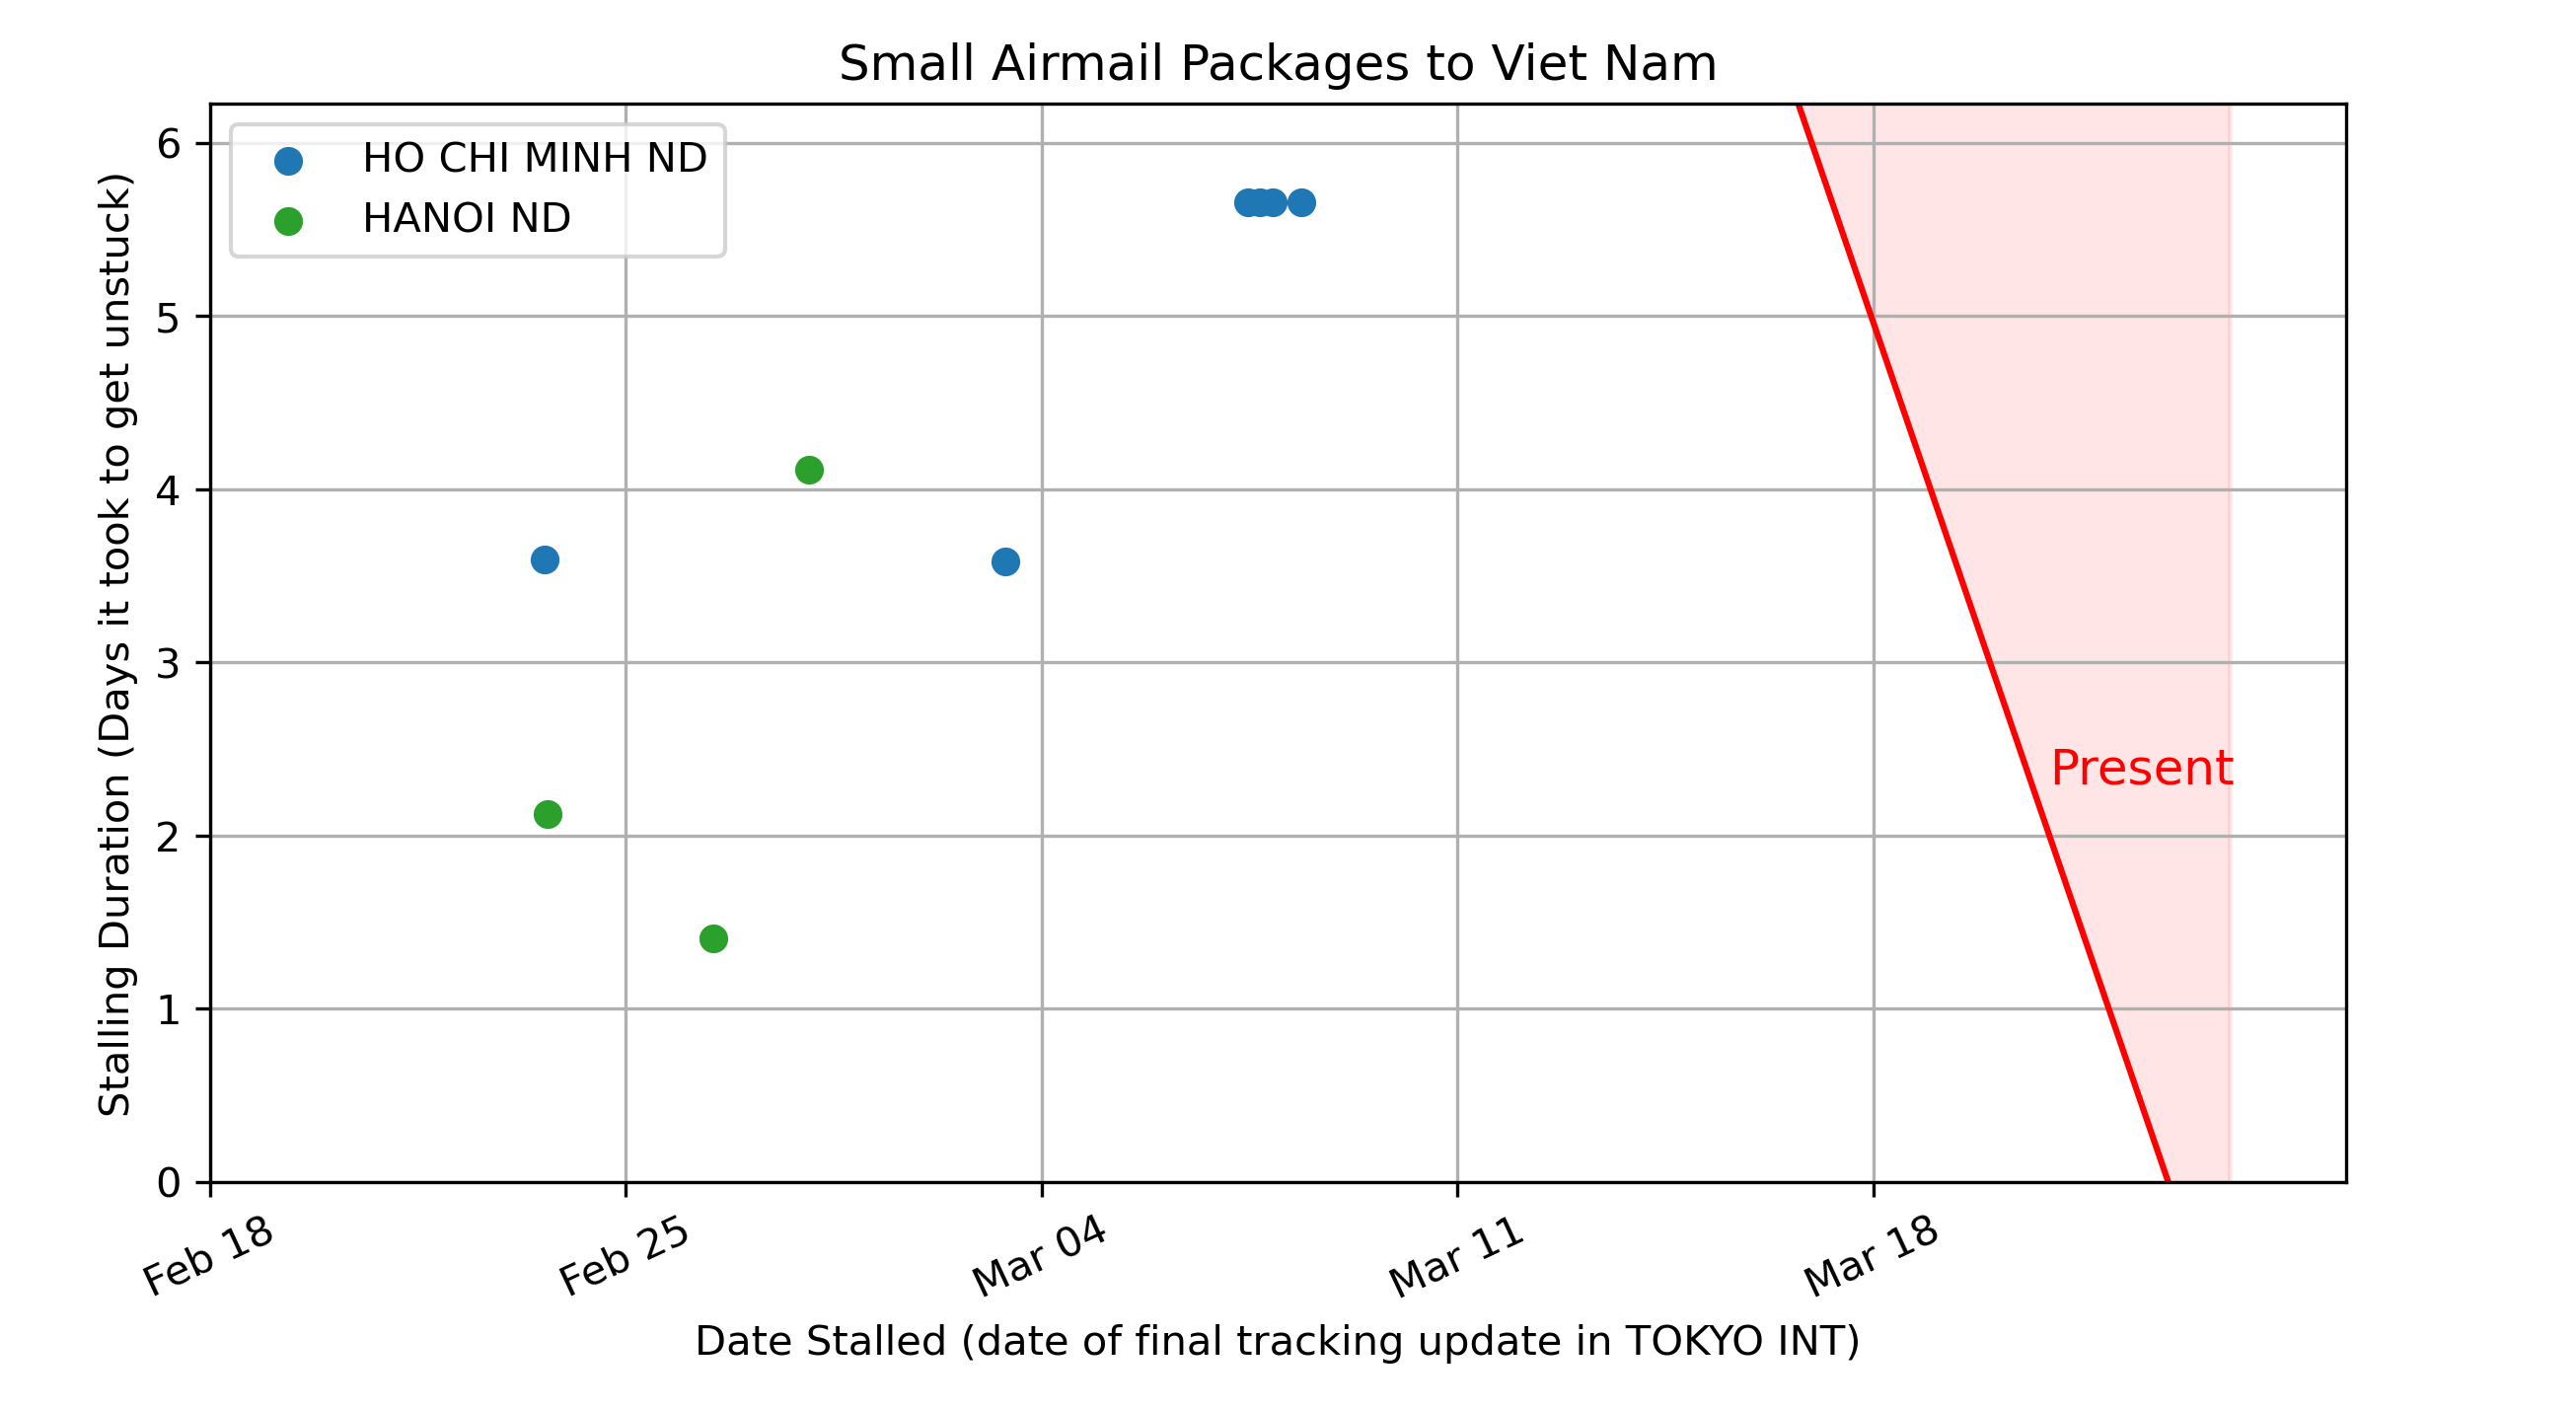 Small Airmail Packages to Viet Nam
HO CHI MINH ND
HANOI ND
Stalling Duration (Days it took to get unstuck)
6
5
4
3
2
1
0
Present
Feb 18
Feb 25
Mar 04
Mar 11
Mar 18
Date Stalled (date of final tracking update in TOKYO INT)